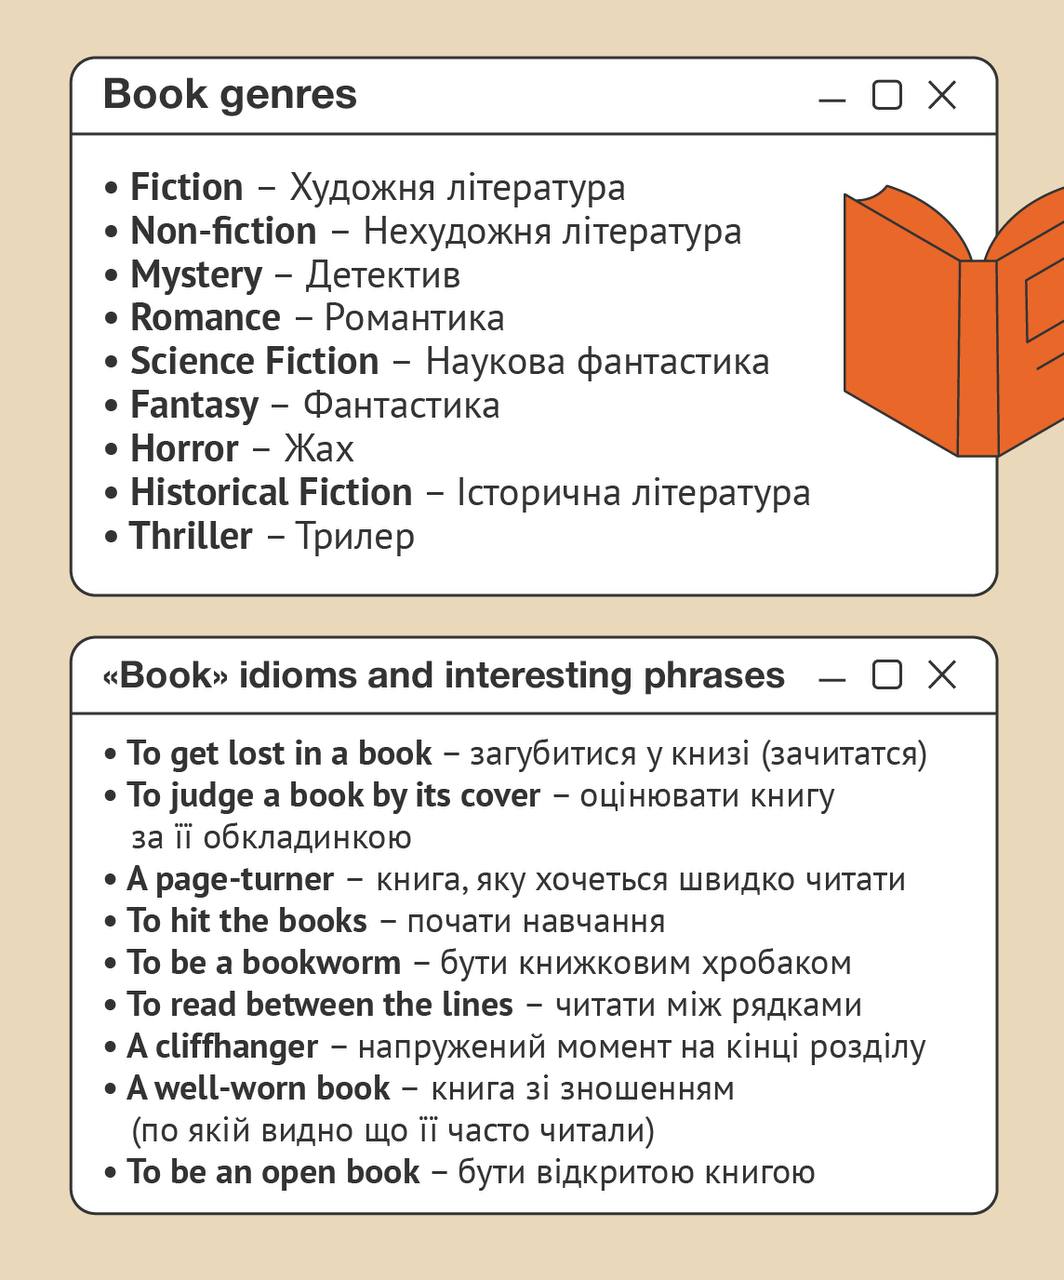 Book genres
• Fiction – Художня література
• Non-fiction – Нехудожня література
• Mystery – Детектив
• Romance – Романтика
• Science Fiction – Наукова фантастика
• Fantasy – Фантастика
• Horror – Жах
• Historical Fiction – Історична література
• Thriller – Трилер
«Book» idioms and interesting phrases
• To get lost in a book – загубитися у книзі (зачитатся)
• To judge a book by its cover – оцінювати книгу
за її обкладинкою
• A page-turner – книга, яку хочеться швидко читати
• To hit the books – почати навчання
• To be a bookworm – бути книжковим хробаком
• To read between the lines – читати між рядками
• A cliffhanger – напружений момент на кінці розділу
• A well-worn book – книга зі зношенням
(по якій видно що її часто читали)
• To be an open book – бути відкритою книгою